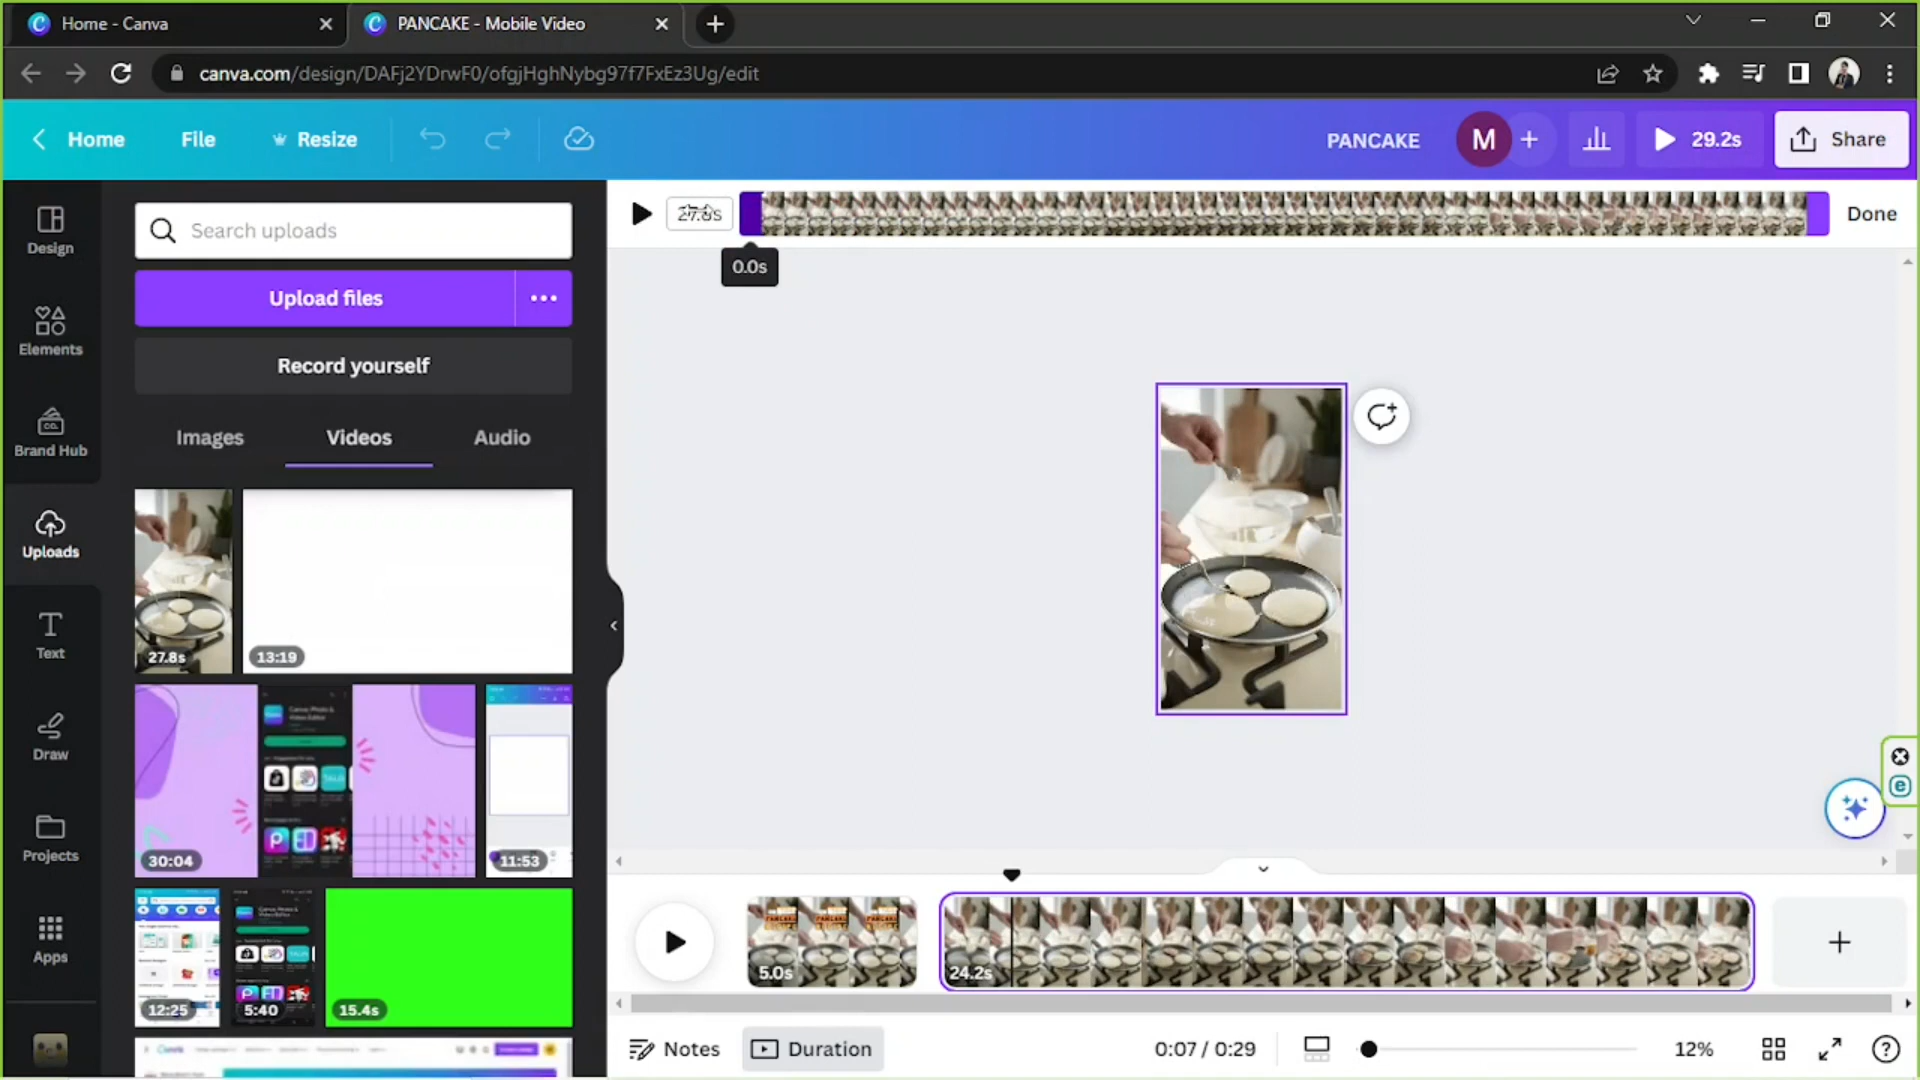 Home - Canva
PANCAKE - Mobile Video
canva.com/design/DAFj2YDrwF0/ofgjHghNybg97f7FxEz3Ug/edit
Home
File
Resize
PANCAKE
M
29.2s
Share
Design
Elements
Brand Hub
Uploads
Text
Draw
Projects
Apps
Search uploads
Upload files
Record yourself
Images
Videos
Audio
27.8s
13:19
30:04
11:53
12:25
5:40
15.4s
27.8s
Done
0.0s
5.0s
24.2s
Notes
Duration
0:07 / 0:29
12%